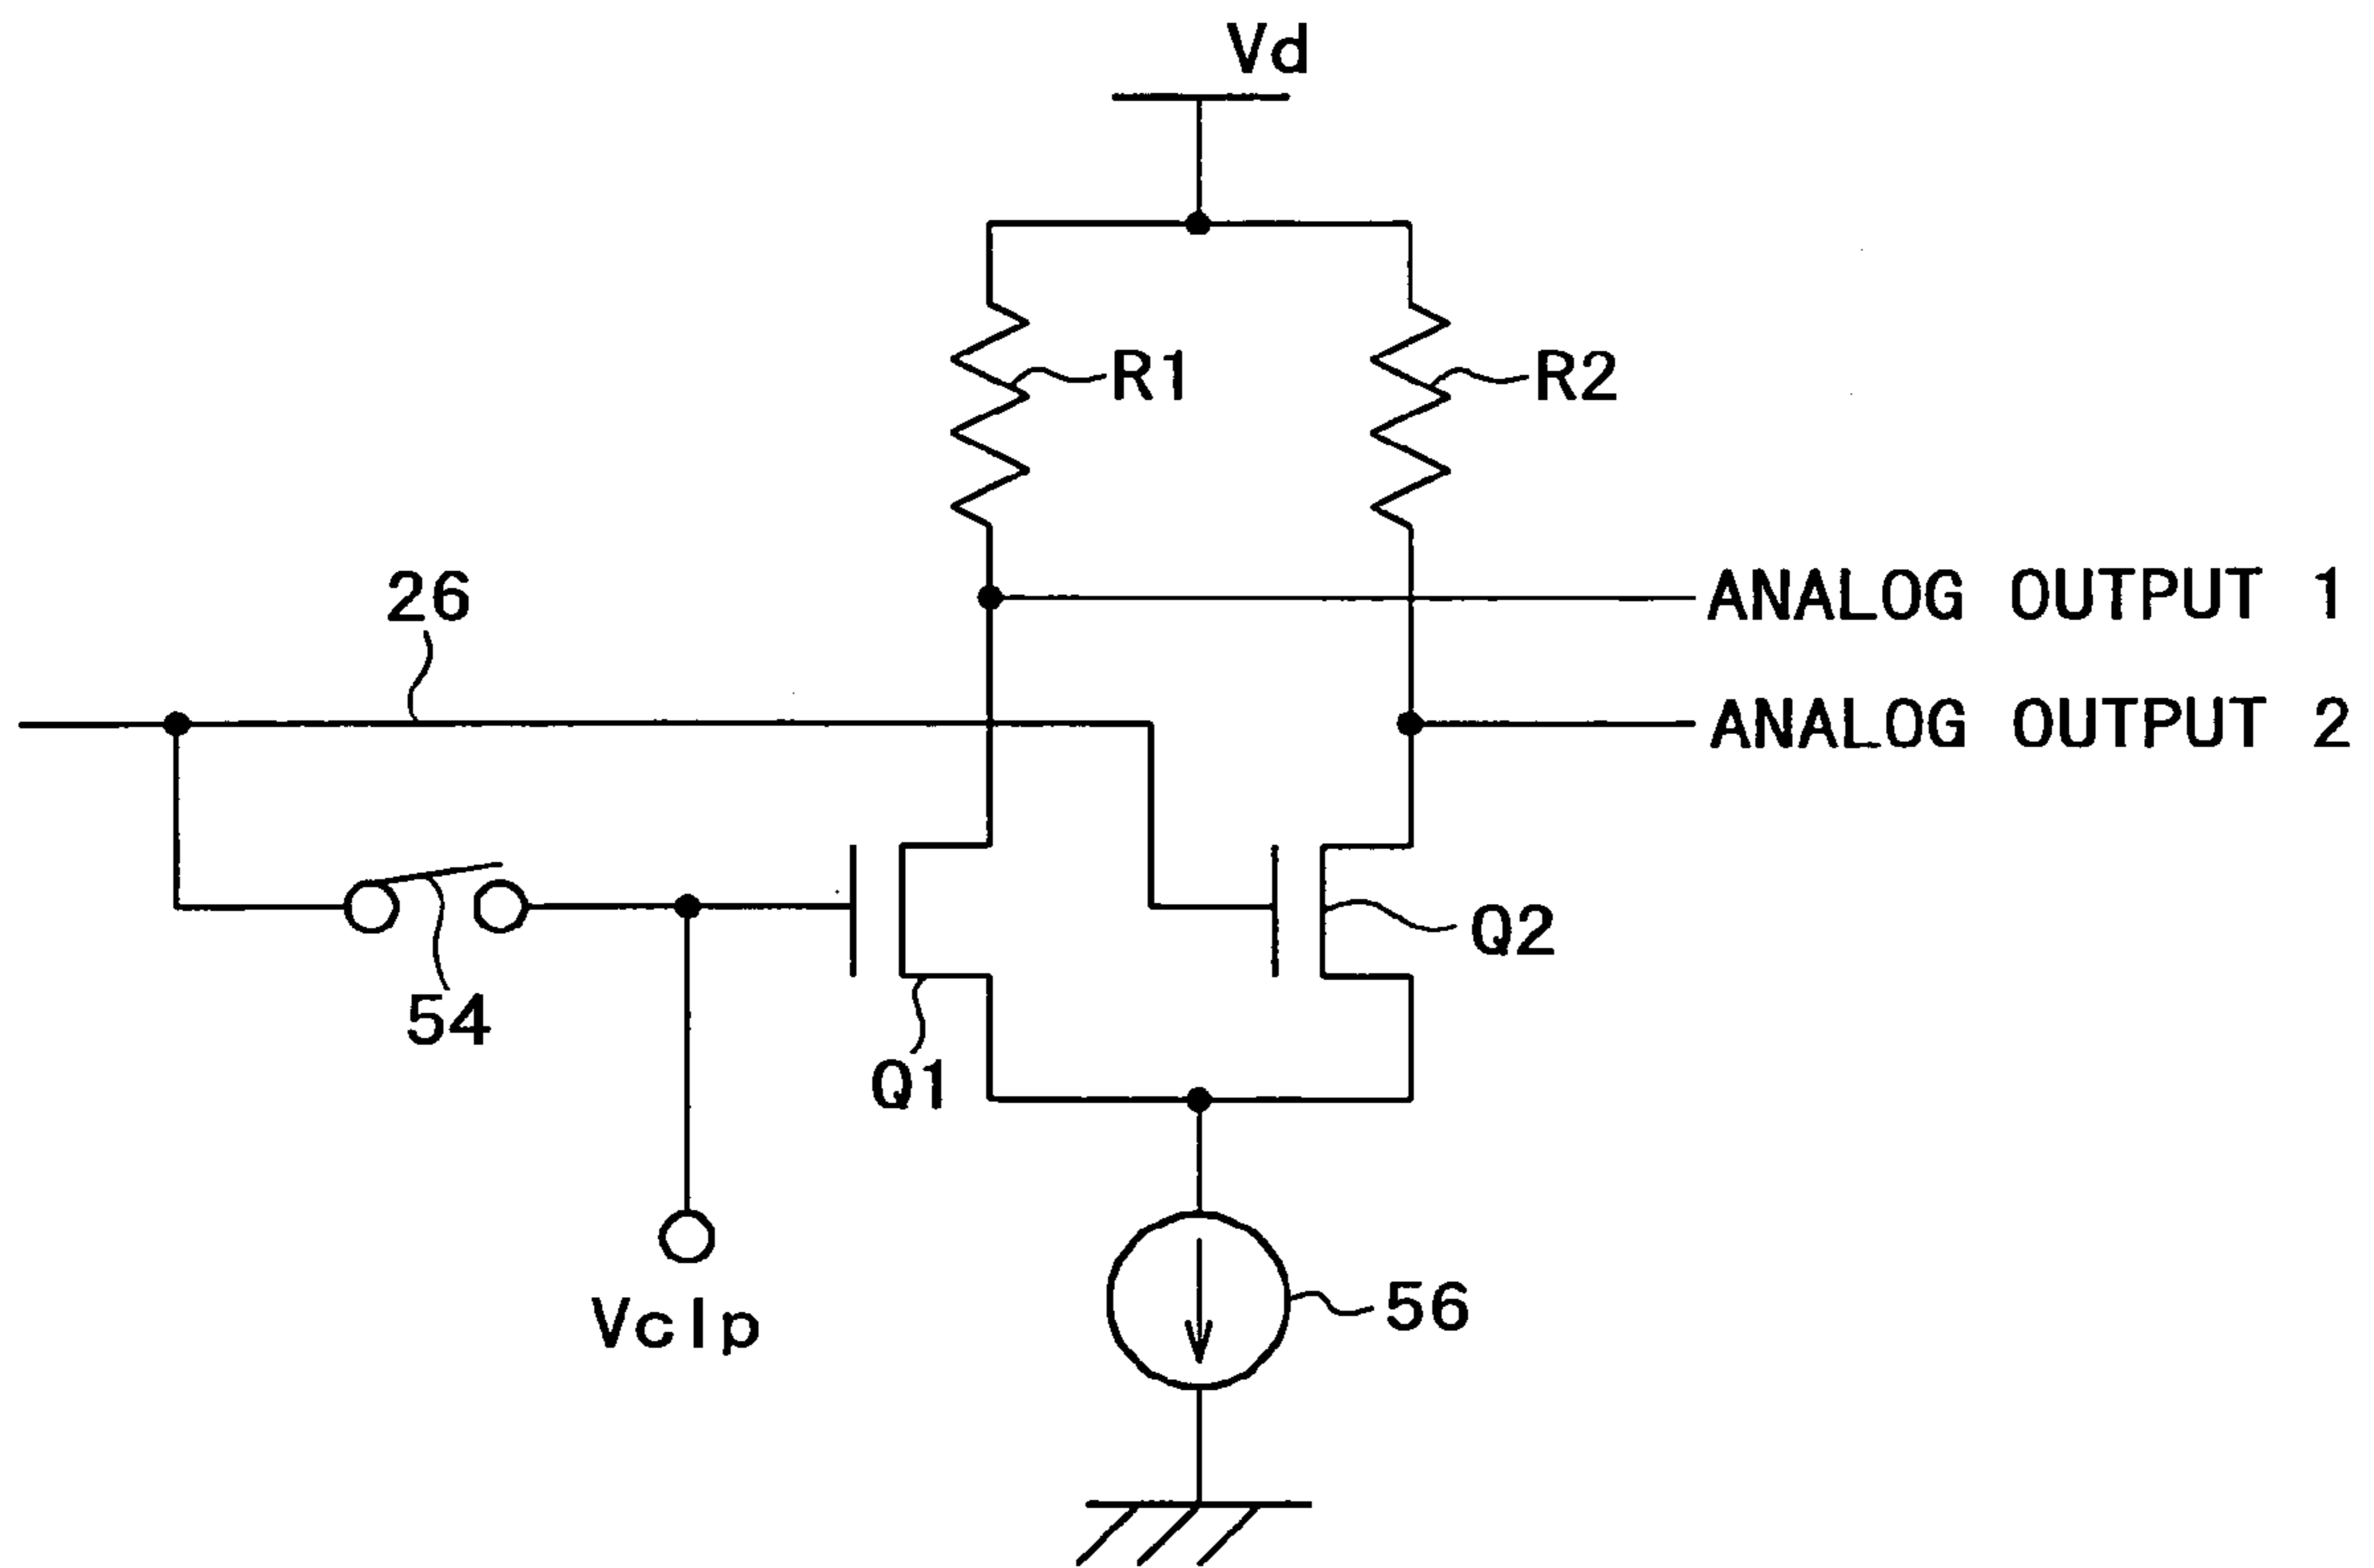 Vd
R1
R2
26
ANALOG OUTPUT 1
ANALOG OUTPUT 2
Q2
54
Q1
Vclp
56